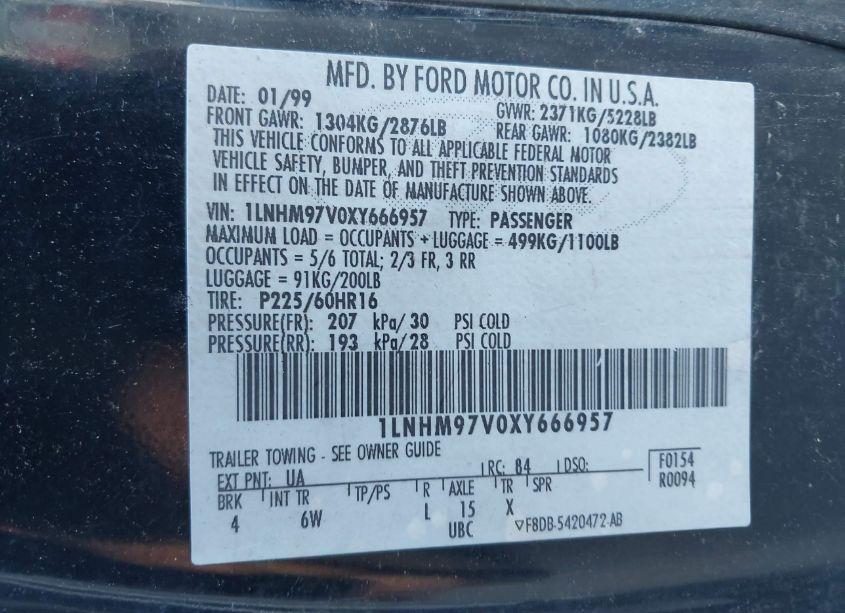 MFD. BY FORD MOTOR CO. IN U.S.A.
DATE: 01/99 GVWR: 2371KG/5228LB
FRONT GAWR: 1304KG/2876LB REAR GAWR: 1080KG/2382LB
THIS VEHICLE CONFORMS TO ALL APPLICABLE FEDERAL MOTOR
VEHICLE SAFETY, BUMPER, AND THEFT PREVENTION STANDARDS
IN EFFECT ON THE DATE OF MANUFACTURE SHOWN ABOVE.
VIN: 1LNHM97V0XY666957 TYPE: PASSENGER
MAXIMUM LOAD = OCCUPANTS + LUGGAGE = 499KG/1100LB
OCCUPANTS = 5/6 TOTAL; 2/3 FR, 3 RR
LUGGAGE = 91KG/200LB
TIRE: P225/60HR16
PRESSURE(FR): 207 kPa/ 30 PSI COLD
PRESSURE(RR): 193 kPa/ 28 PSI COLD
1LNHM97V0XY666957
TRAILER TOWING - SEE OWNER GUIDE
EXT PNT: UA RC: 84 DSO: F0154
BRK INT TR TP/PS R AXLE TR SPR R0094
4 6W L 15 X
UBC ▽F8DB-5420472-AB